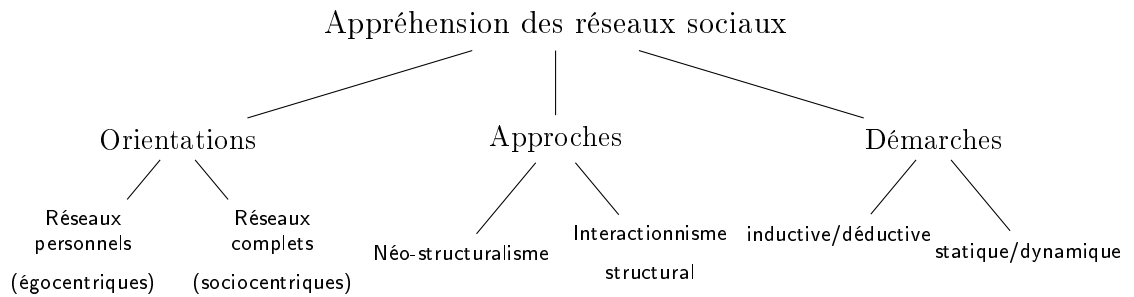 Appréhension des réseaux sociaux
Orientations
Approches
Démarches
Réseaux
personnels
(égocentriques)
Réseaux
complets
(sociocentriques)
Néo-structuralisme
Interactionnisme
structural
inductive/déductive
statique/dynamique